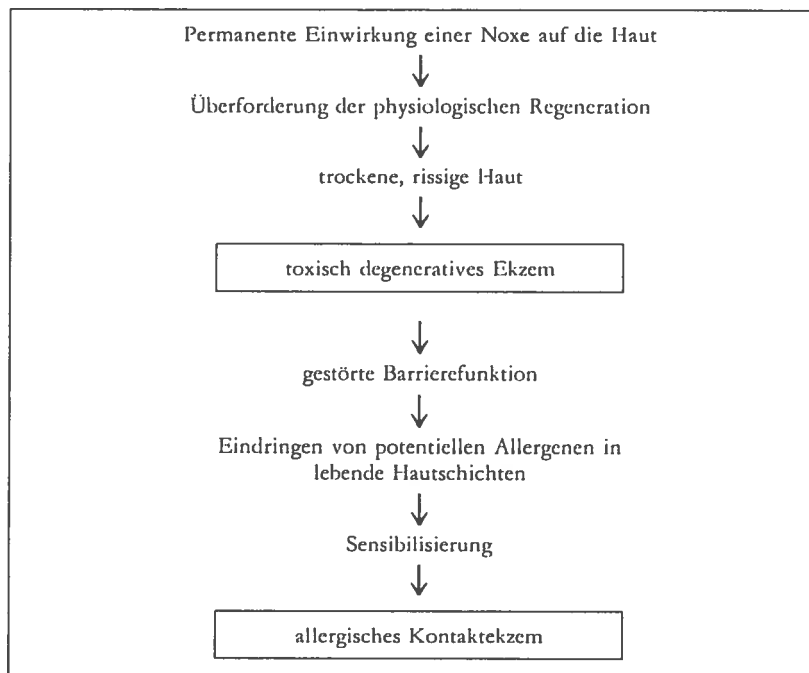 Permanente Einwirkung einer Noxe auf die Haut
Überforderung der physiologischen Regeneration
trockene, rissige Haut
toxisch degeneratives Ekzem
gestörte Barrierefunktion
Eindringen von potentiellen Allergenen in
lebende Hautschichten
Sensibilisierung
allergisches Kontaktekzem